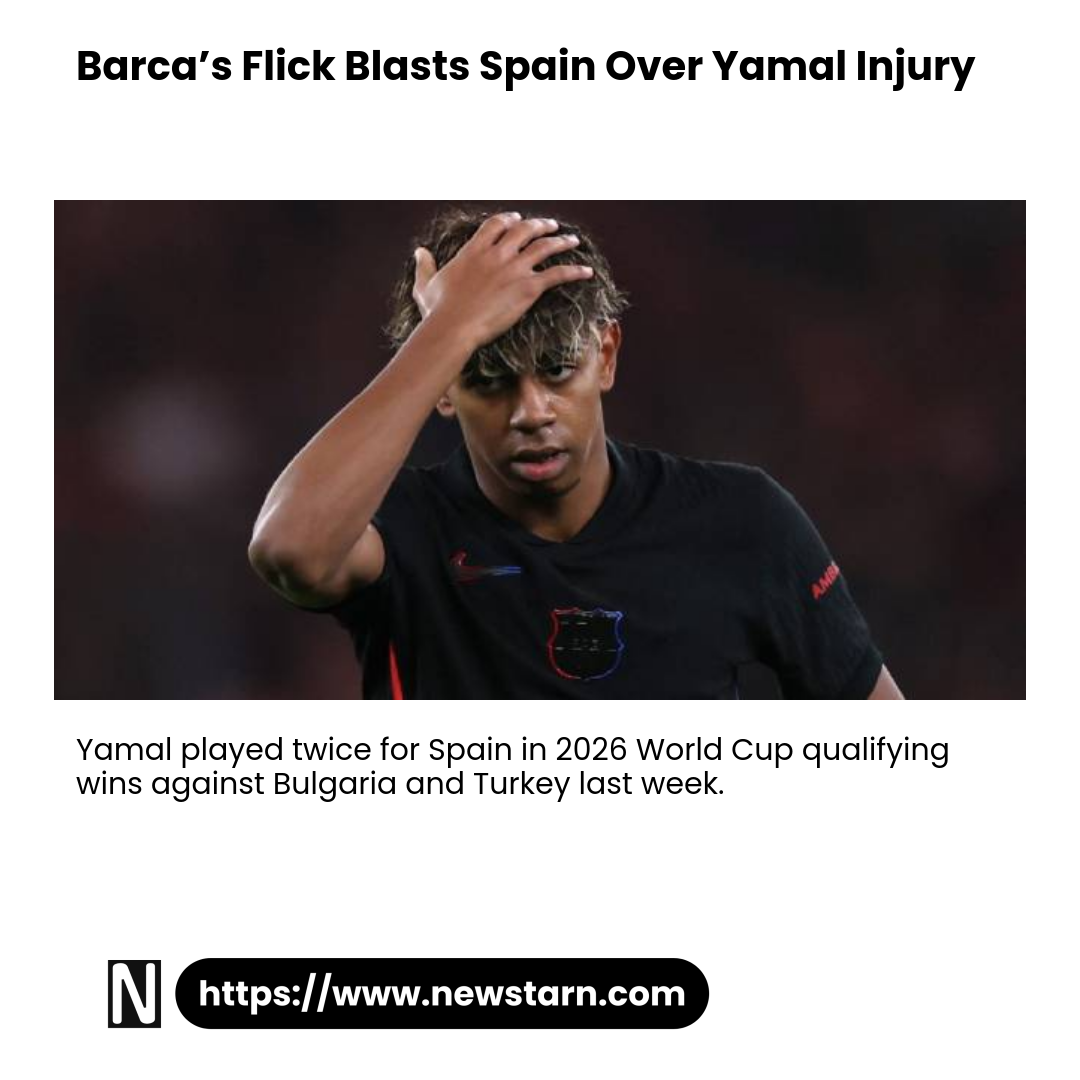 Barca’s Flick Blasts Spain Over Yamal Injury
Yamal played twice for Spain in 2026 World Cup qualifying
wins against Bulgaria and Turkey last week.
N
https://www.newstarn.com